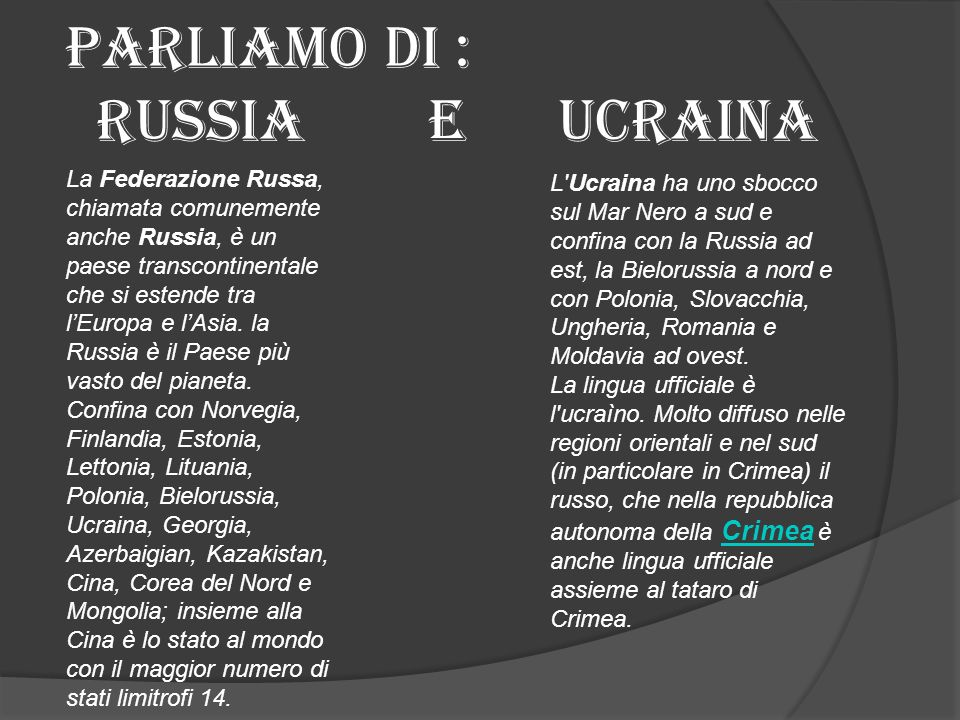 PARLIAMO DI :
RUSSIA E UCRAINA
La Federazione Russa,
chiamata comunemente
anche Russia, è un
paese transcontinentale
che si estende tra
l’Europa e l’Asia. la
Russia è il Paese più
vasto del pianeta.
Confina con Norvegia,
Finlandia, Estonia,
Lettonia, Lituania,
Polonia, Bielorussia,
Ucraina, Georgia,
Azerbaigian, Kazakistan,
Cina, Corea del Nord e
Mongolia; insieme alla
Cina è lo stato al mondo
con il maggior numero di
stati limitrofi 14.
L'Ucraina ha uno sbocco
sul Mar Nero a sud e
confina con la Russia ad
est, la Bielorussia a nord e
con Polonia, Slovacchia,
Ungheria, Romania e
Moldavia ad ovest.
La lingua ufficiale è
l'ucraìno. Molto diffuso nelle
regioni orientali e nel sud
(in particolare in Crimea) il
russo, che nella repubblica
autonoma della Crimea è
anche lingua ufficiale
assieme al tataro di
Crimea.